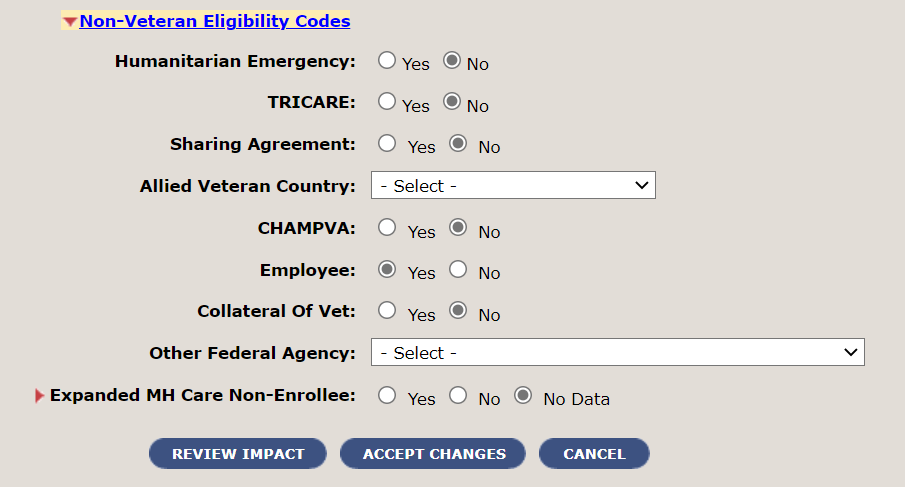 Non-Veteran Eligibility Codes
Humanitarian Emergency: Yes No
TRICARE: Yes No
Sharing Agreement: Yes No
Allied Veteran Country: - Select -
CHAMPVA: Yes No
Employee: Yes No
Collateral Of Vet: Yes No
Other Federal Agency: - Select -
Expanded MH Care Non-Enrollee: Yes No No Data
REVIEW IMPACT ACCEPT CHANGES CANCEL